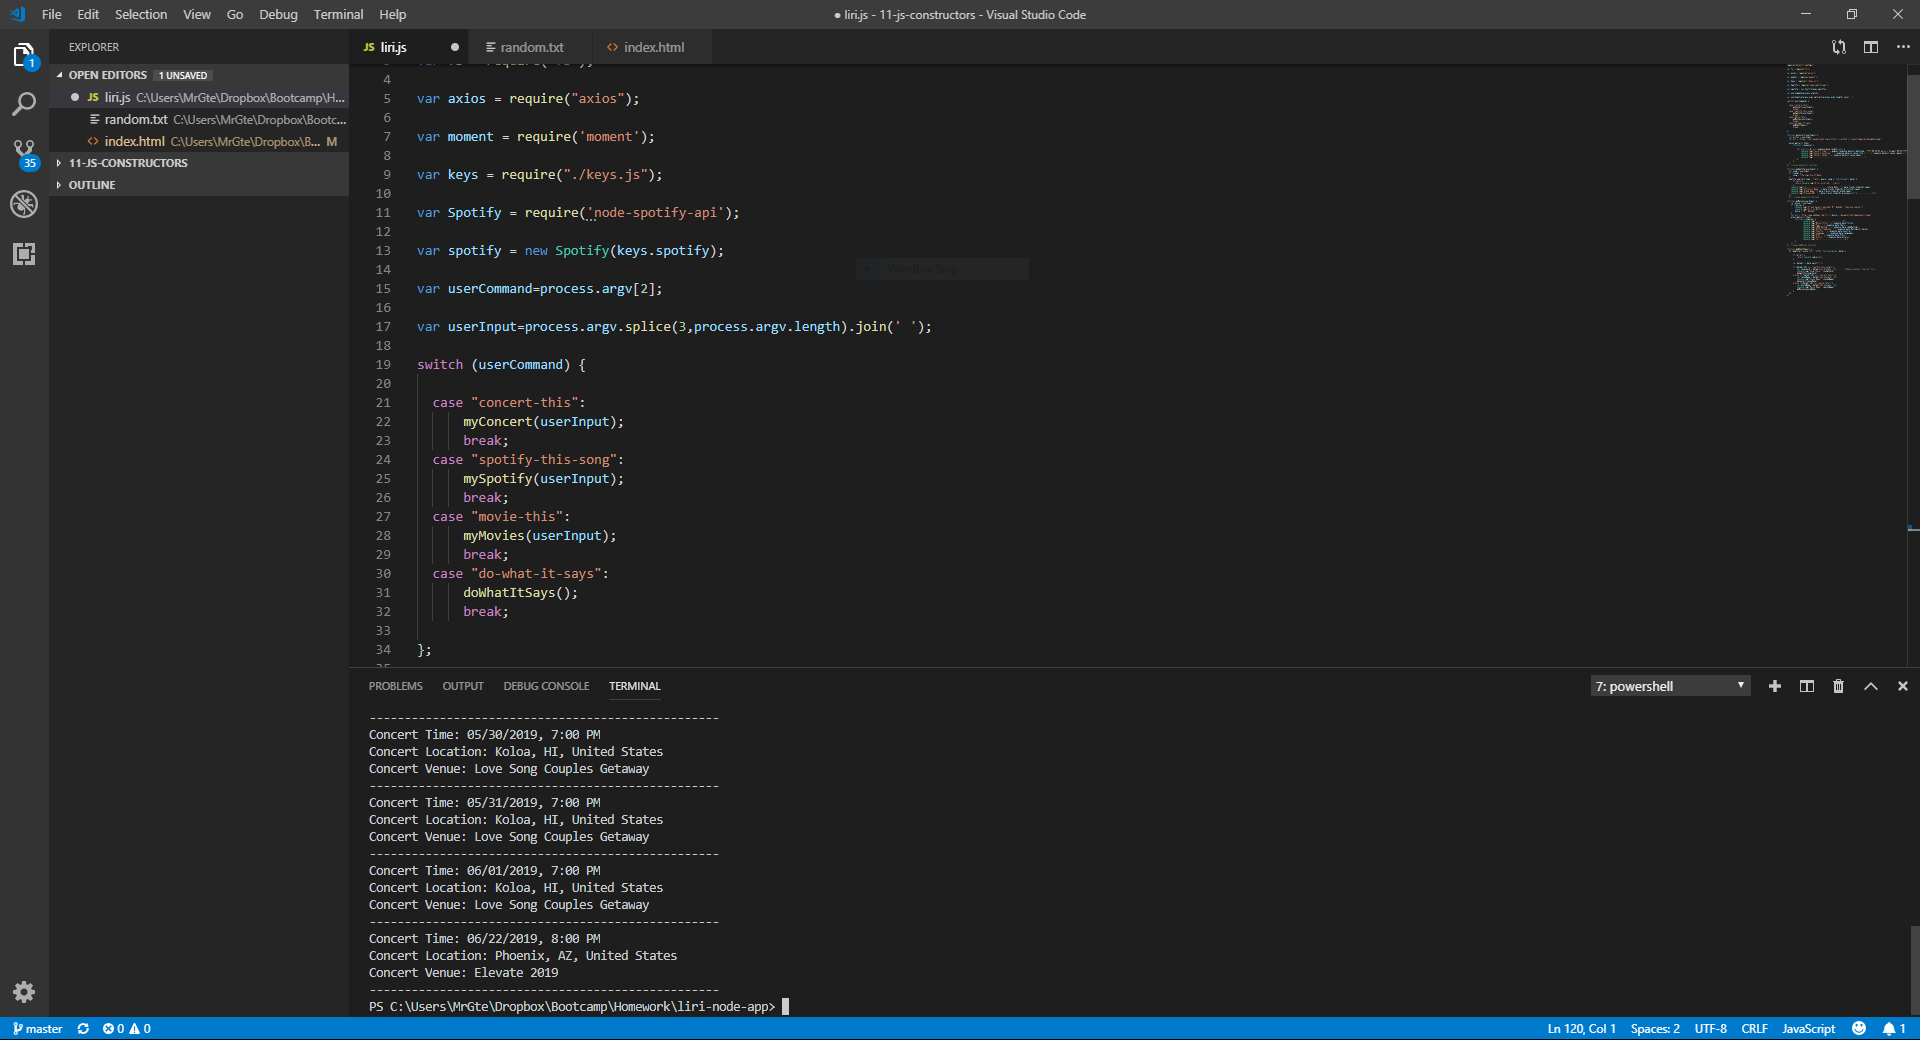 File Edit Selection View Go Debug Terminal Help
● liri.js - 11-js-constructors - Visual Studio Code
EXPLORER
OPEN EDITORS 1 UNSAVED
JS liri.js C:\Users\MrGte\Dropbox\Bootcamp\H...
random.txt C:\Users\MrGte\Dropbox\Bootc...
<> index.html C:\Users\MrGte\Dropbox\B... M
11-JS-CONSTRUCTORS
OUTLINE
1
35
JS liri.js ●
random.txt
<> index.html
4
5 var axios = require("axios");
6
7 var moment = require('moment');
8
9 var keys = require("./keys.js");
10
11 var Spotify = require('node-spotify-api');
12
13 var spotify = new Spotify(keys.spotify);
14
15 var userCommand=process.argv[2];
16
17 var userInput=process.argv.splice(3,process.argv.length).join(' ');
18
19 switch (userCommand) {
20
21 case "concert-this":
22 myConcert(userInput);
23 break;
24 case "spotify-this-song":
25 mySpotify(userInput);
26 break;
27 case "movie-this":
28 myMovies(userInput);
29 break;
30 case "do-what-it-says":
31 doWhatItSays();
32 break;
33
34 };
PROBLEMS OUTPUT DEBUG CONSOLE TERMINAL
7: powershell
--------------------------------------------------
Concert Time: 05/30/2019, 7:00 PM
Concert Location: Koloa, HI, United States
Concert Venue: Love Song Couples Getaway
--------------------------------------------------
Concert Time: 05/31/2019, 7:00 PM
Concert Location: Koloa, HI, United States
Concert Venue: Love Song Couples Getaway
--------------------------------------------------
Concert Time: 06/01/2019, 7:00 PM
Concert Location: Koloa, HI, United States
Concert Venue: Love Song Couples Getaway
--------------------------------------------------
Concert Time: 06/22/2019, 8:00 PM
Concert Location: Phoenix, AZ, United States
Concert Venue: Elevate 2019
--------------------------------------------------
PS C:\Users\MrGte\Dropbox\Bootcamp\Homework\liri-node-app>
master 0 0
Ln 120, Col 1 Spaces: 2 UTF-8 CRLF JavaScript 1